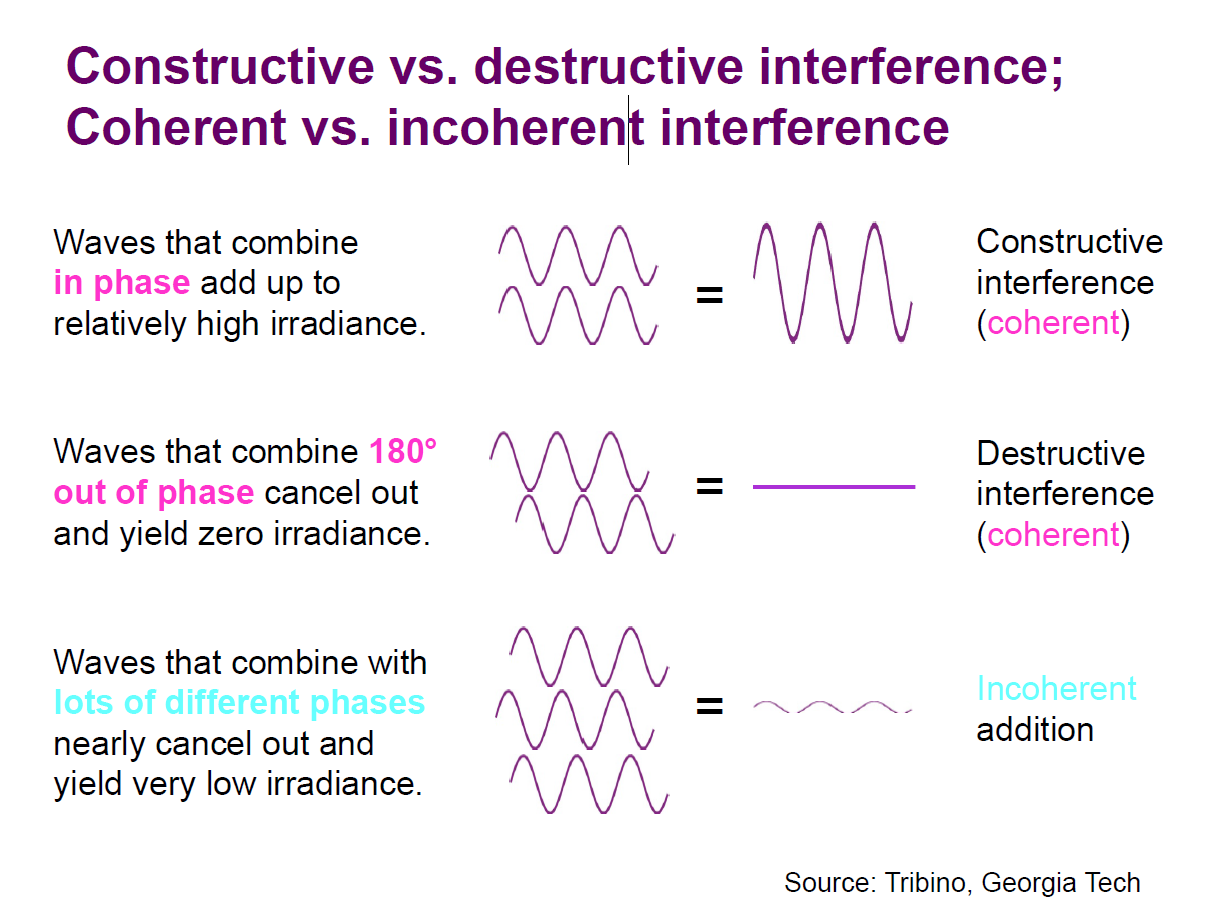 Constructive vs. destructive interference;
Coherent vs. incoherent interference
Waves that combine
in phase add up to
relatively high irradiance.
=
Constructive
interference
(coherent)
Waves that combine 180°
out of phase cancel out
and yield zero irradiance.
=
Destructive
interference
(coherent)
Waves that combine with
lots of different phases
nearly cancel out and
yield very low irradiance.
=
Incoherent
addition
Source: Tribino, Georgia Tech